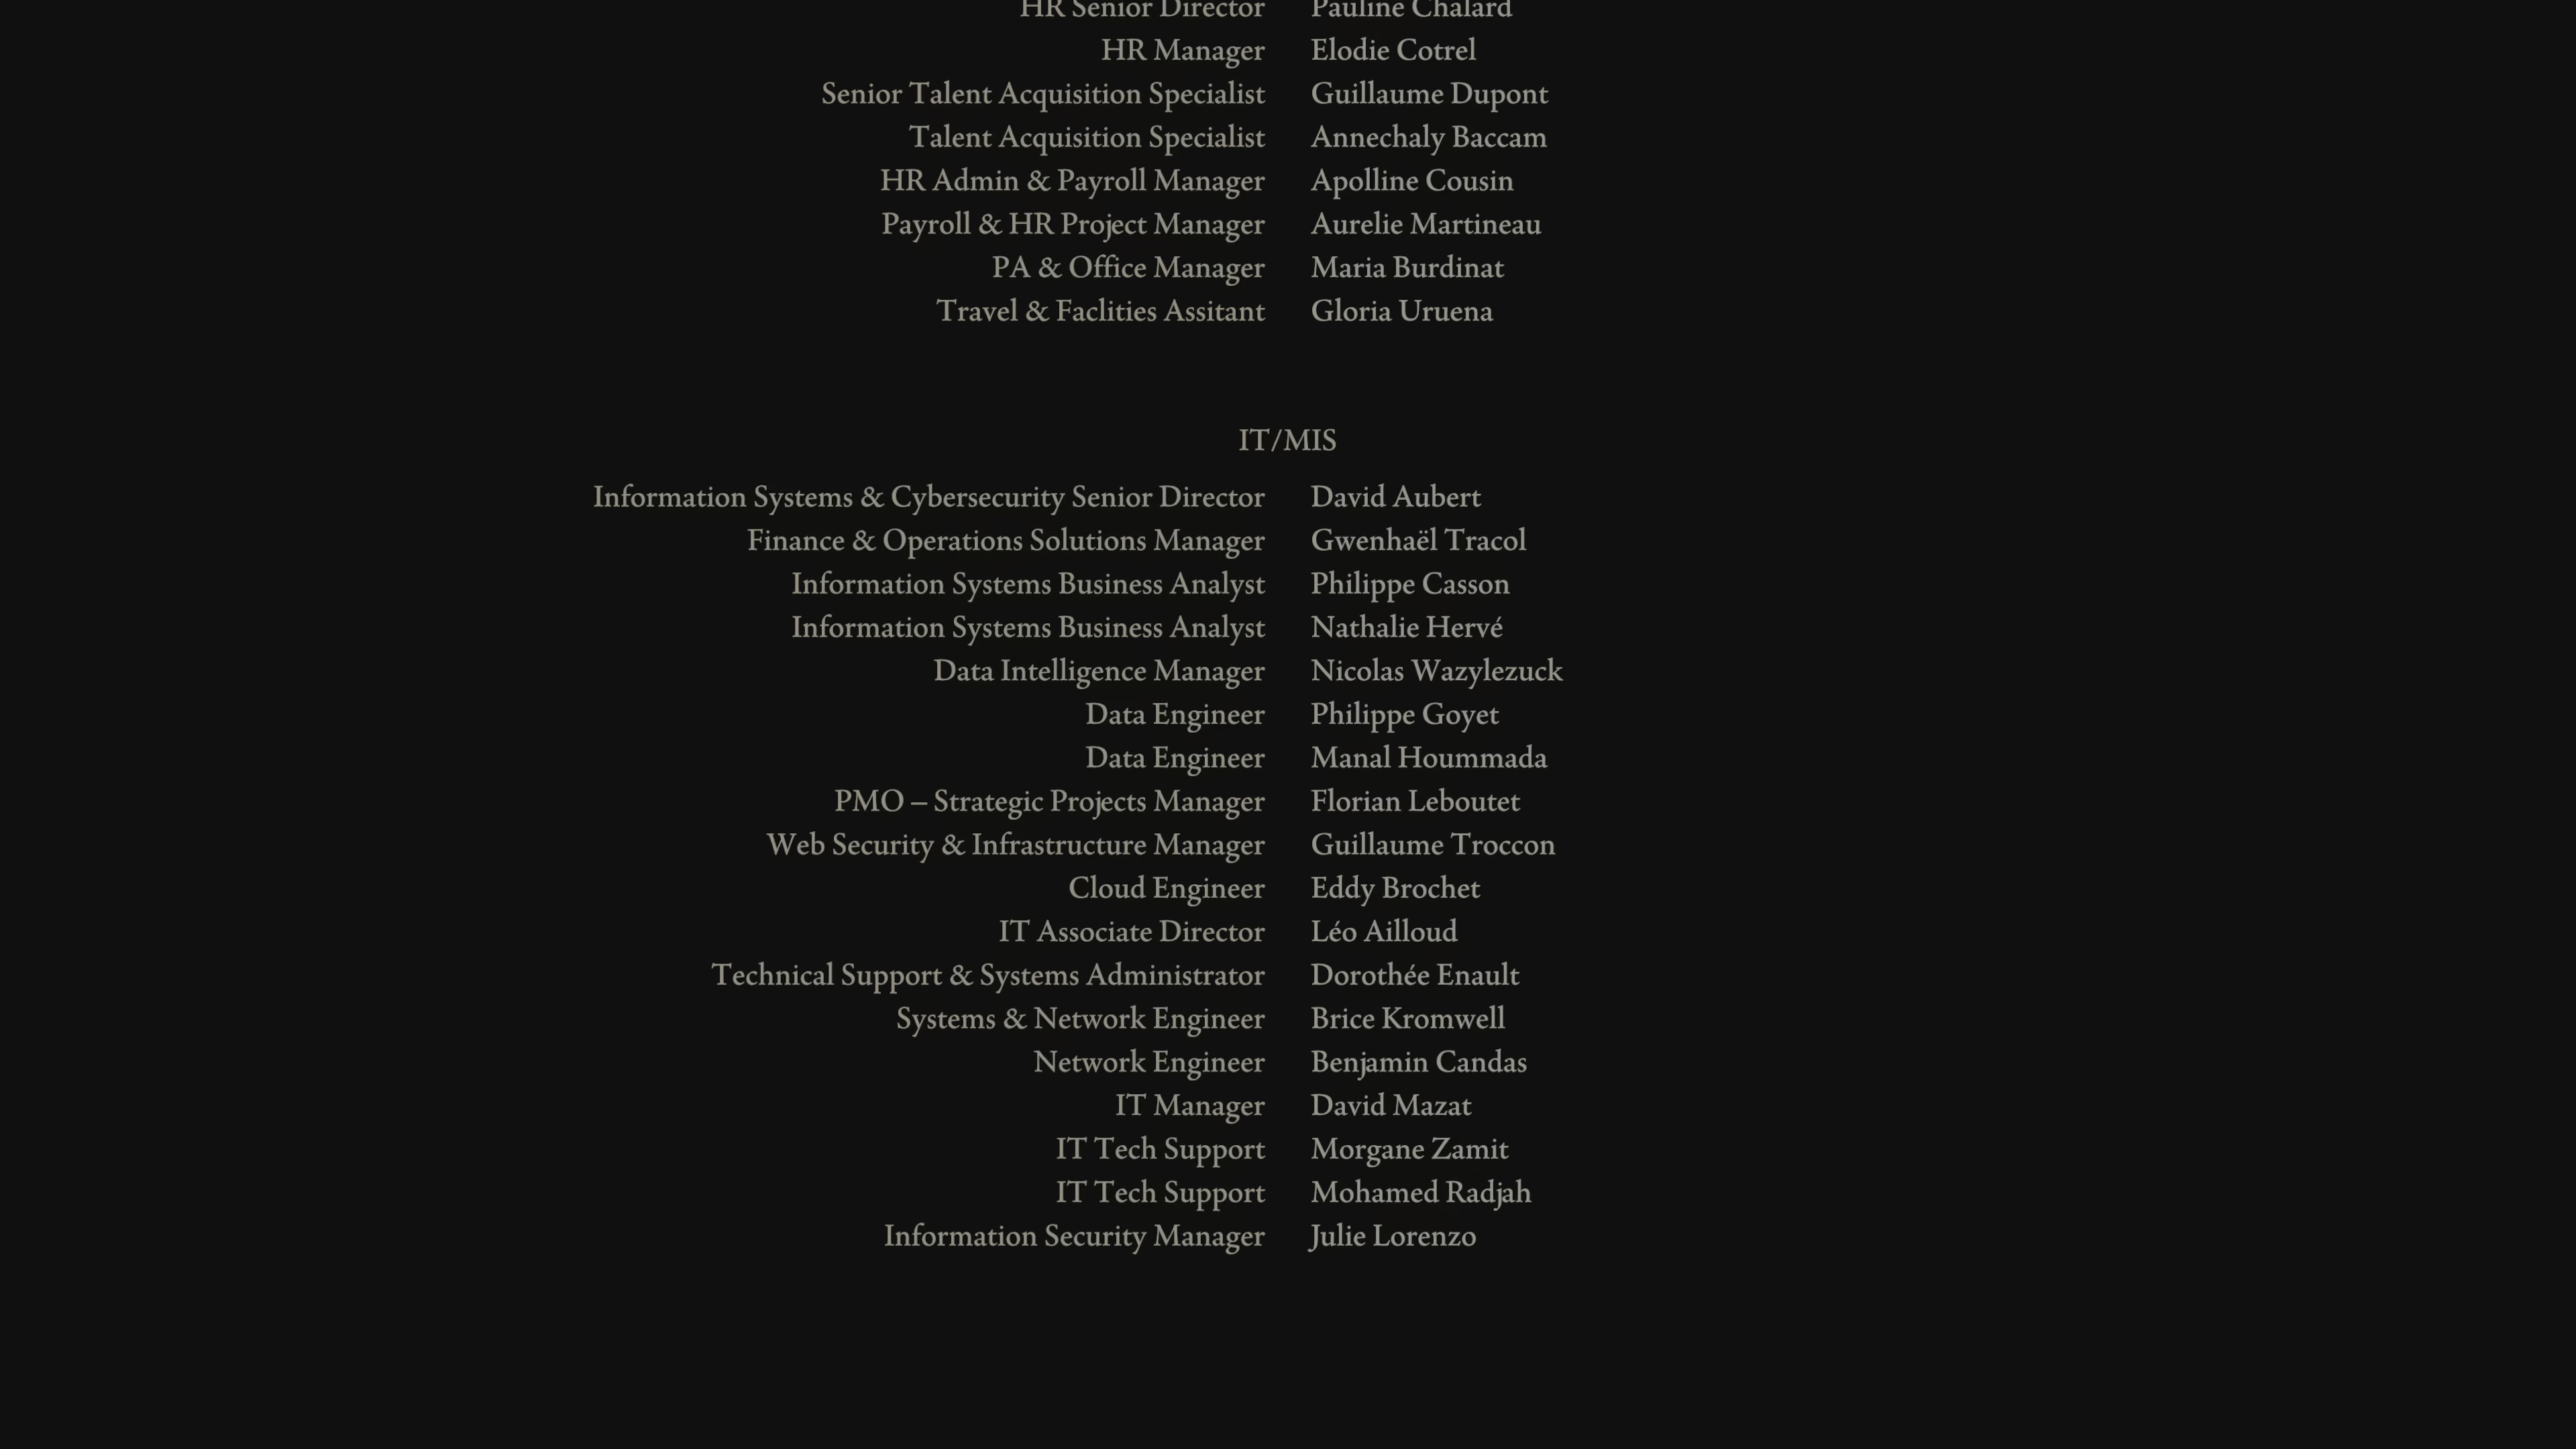 HR Senior Director Pauline Chalard
HR Manager Elodie Cotrel
Senior Talent Acquisition Specialist Guillaume Dupont
Talent Acquisition Specialist Annechaly Baccam
HR Admin & Payroll Manager Apolline Cousin
Payroll & HR Project Manager Aurelie Martineau
PA & Office Manager Maria Burdinat
Travel & Faclities Assitant Gloria Uruena
IT/MIS
Information Systems & Cybersecurity Senior Director David Aubert
Finance & Operations Solutions Manager Gwenhaël Tracol
Information Systems Business Analyst Philippe Casson
Information Systems Business Analyst Nathalie Hervé
Data Intelligence Manager Nicolas Wazylezuck
Data Engineer Philippe Goyet
Data Engineer Manal Hoummada
PMO – Strategic Projects Manager Florian Leboutet
Web Security & Infrastructure Manager Guillaume Troccon
Cloud Engineer Eddy Brochet
IT Associate Director Léo Ailloud
Technical Support & Systems Administrator Dorothée Enault
Systems & Network Engineer Brice Kromwell
Network Engineer Benjamin Candas
IT Manager David Mazat
IT Tech Support Morgane Zamit
IT Tech Support Mohamed Radjah
Information Security Manager Julie Lorenzo